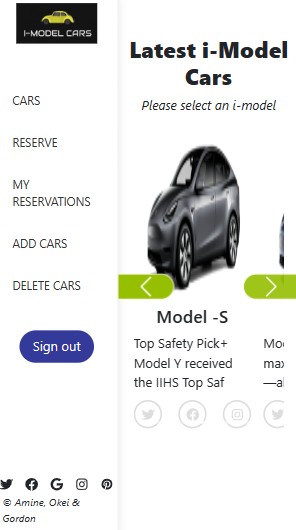 I-MODEL CARS
CARS
RESERVE
MY
RESERVATIONS
ADD CARS
DELETE CARS
Sign out
© Amine, Okei &
Gordon
Latest i-Model
Cars
Please select an i-model
Model -S
Top Safety Pick+
Model Y received
the IIHS Top Saf